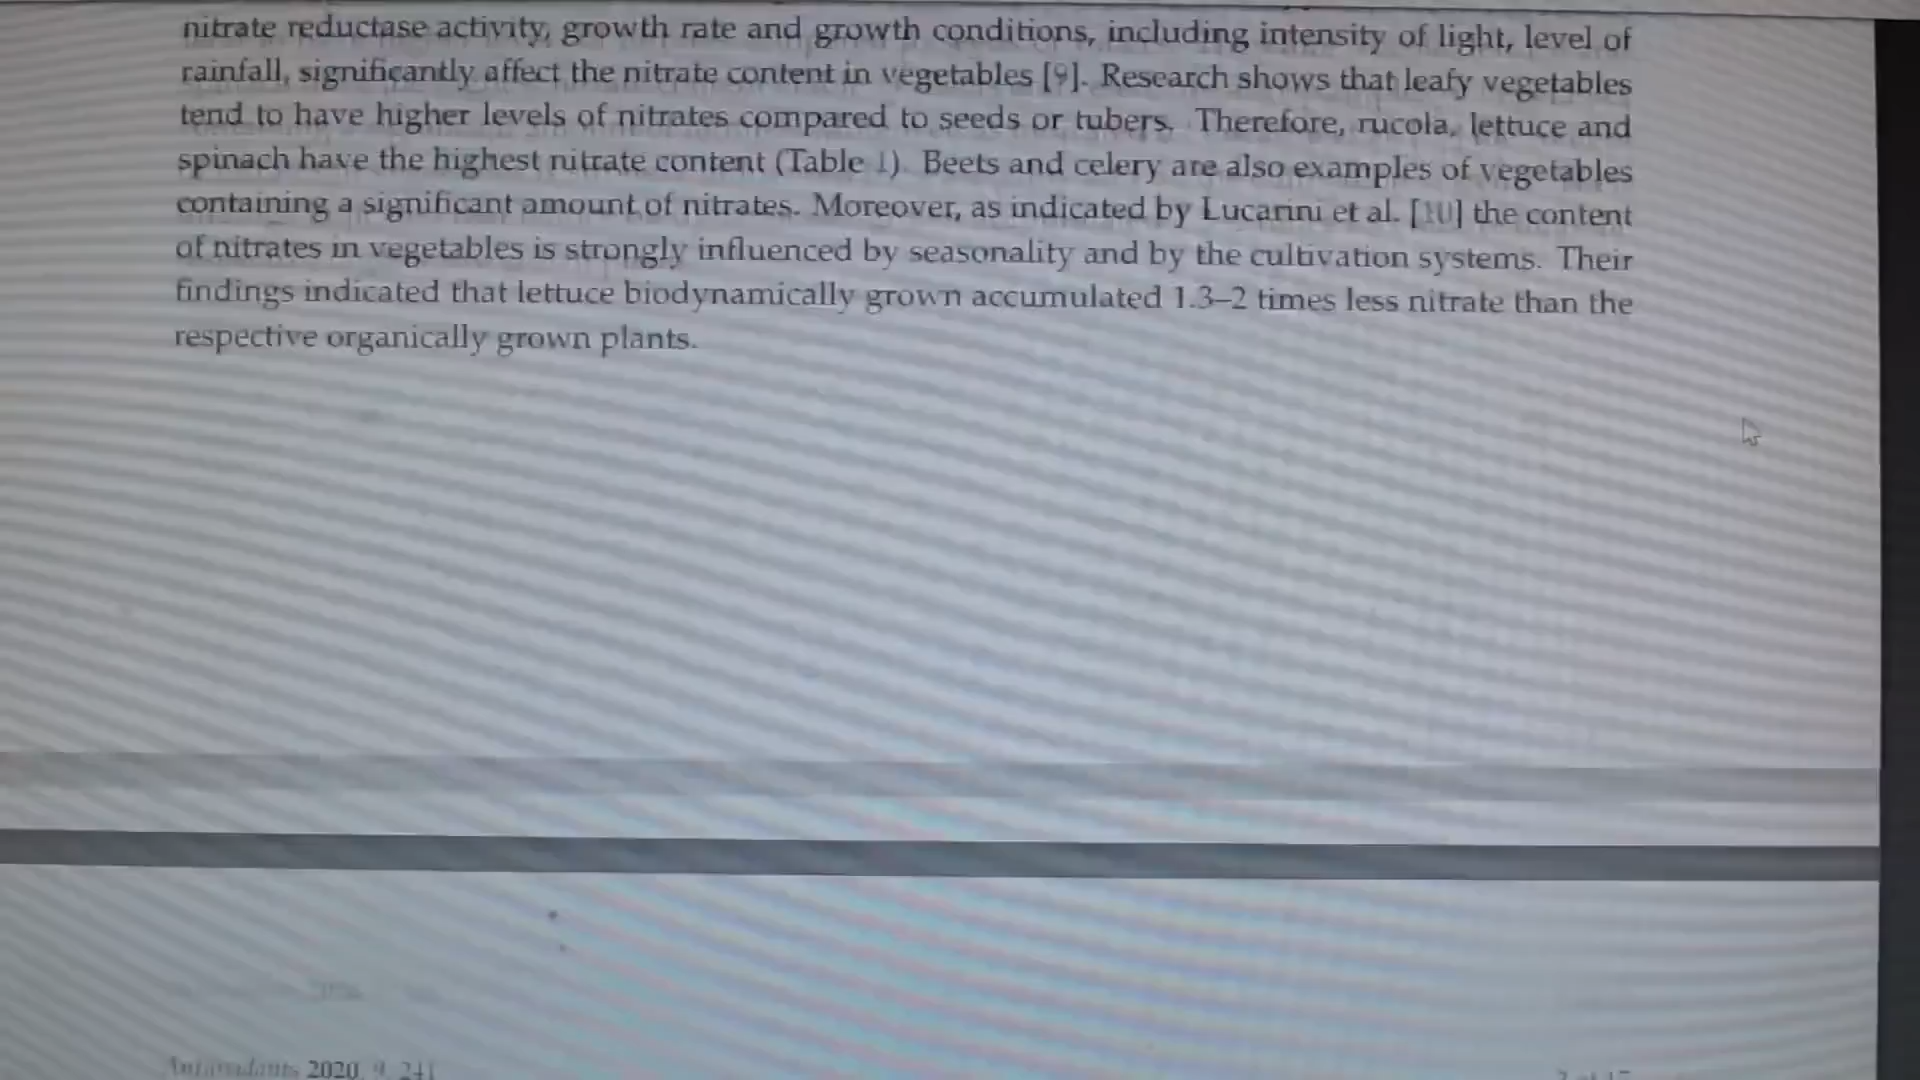 nitrate reductase activity, growth rate and growth conditions, including intensity of light, level of
rainfall, significantly affect the nitrate content in vegetables [9]. Research shows that leafy vegetables
tend to have higher levels of nitrates compared to seeds or tubers. Therefore, rucola, lettuce and
spinach have the highest nitrate content (Table 1). Beets and celery are also examples of vegetables
containing a significant amount of nitrates. Moreover, as indicated by Lucarini et al. [10] the content
of nitrates in vegetables is strongly influenced by seasonality and by the cultivation systems. Their
findings indicated that lettuce biodynamically grown accumulated 1.3–2 times less nitrate than the
respective organically grown plants.
Antioxidants 2020, 9, 241